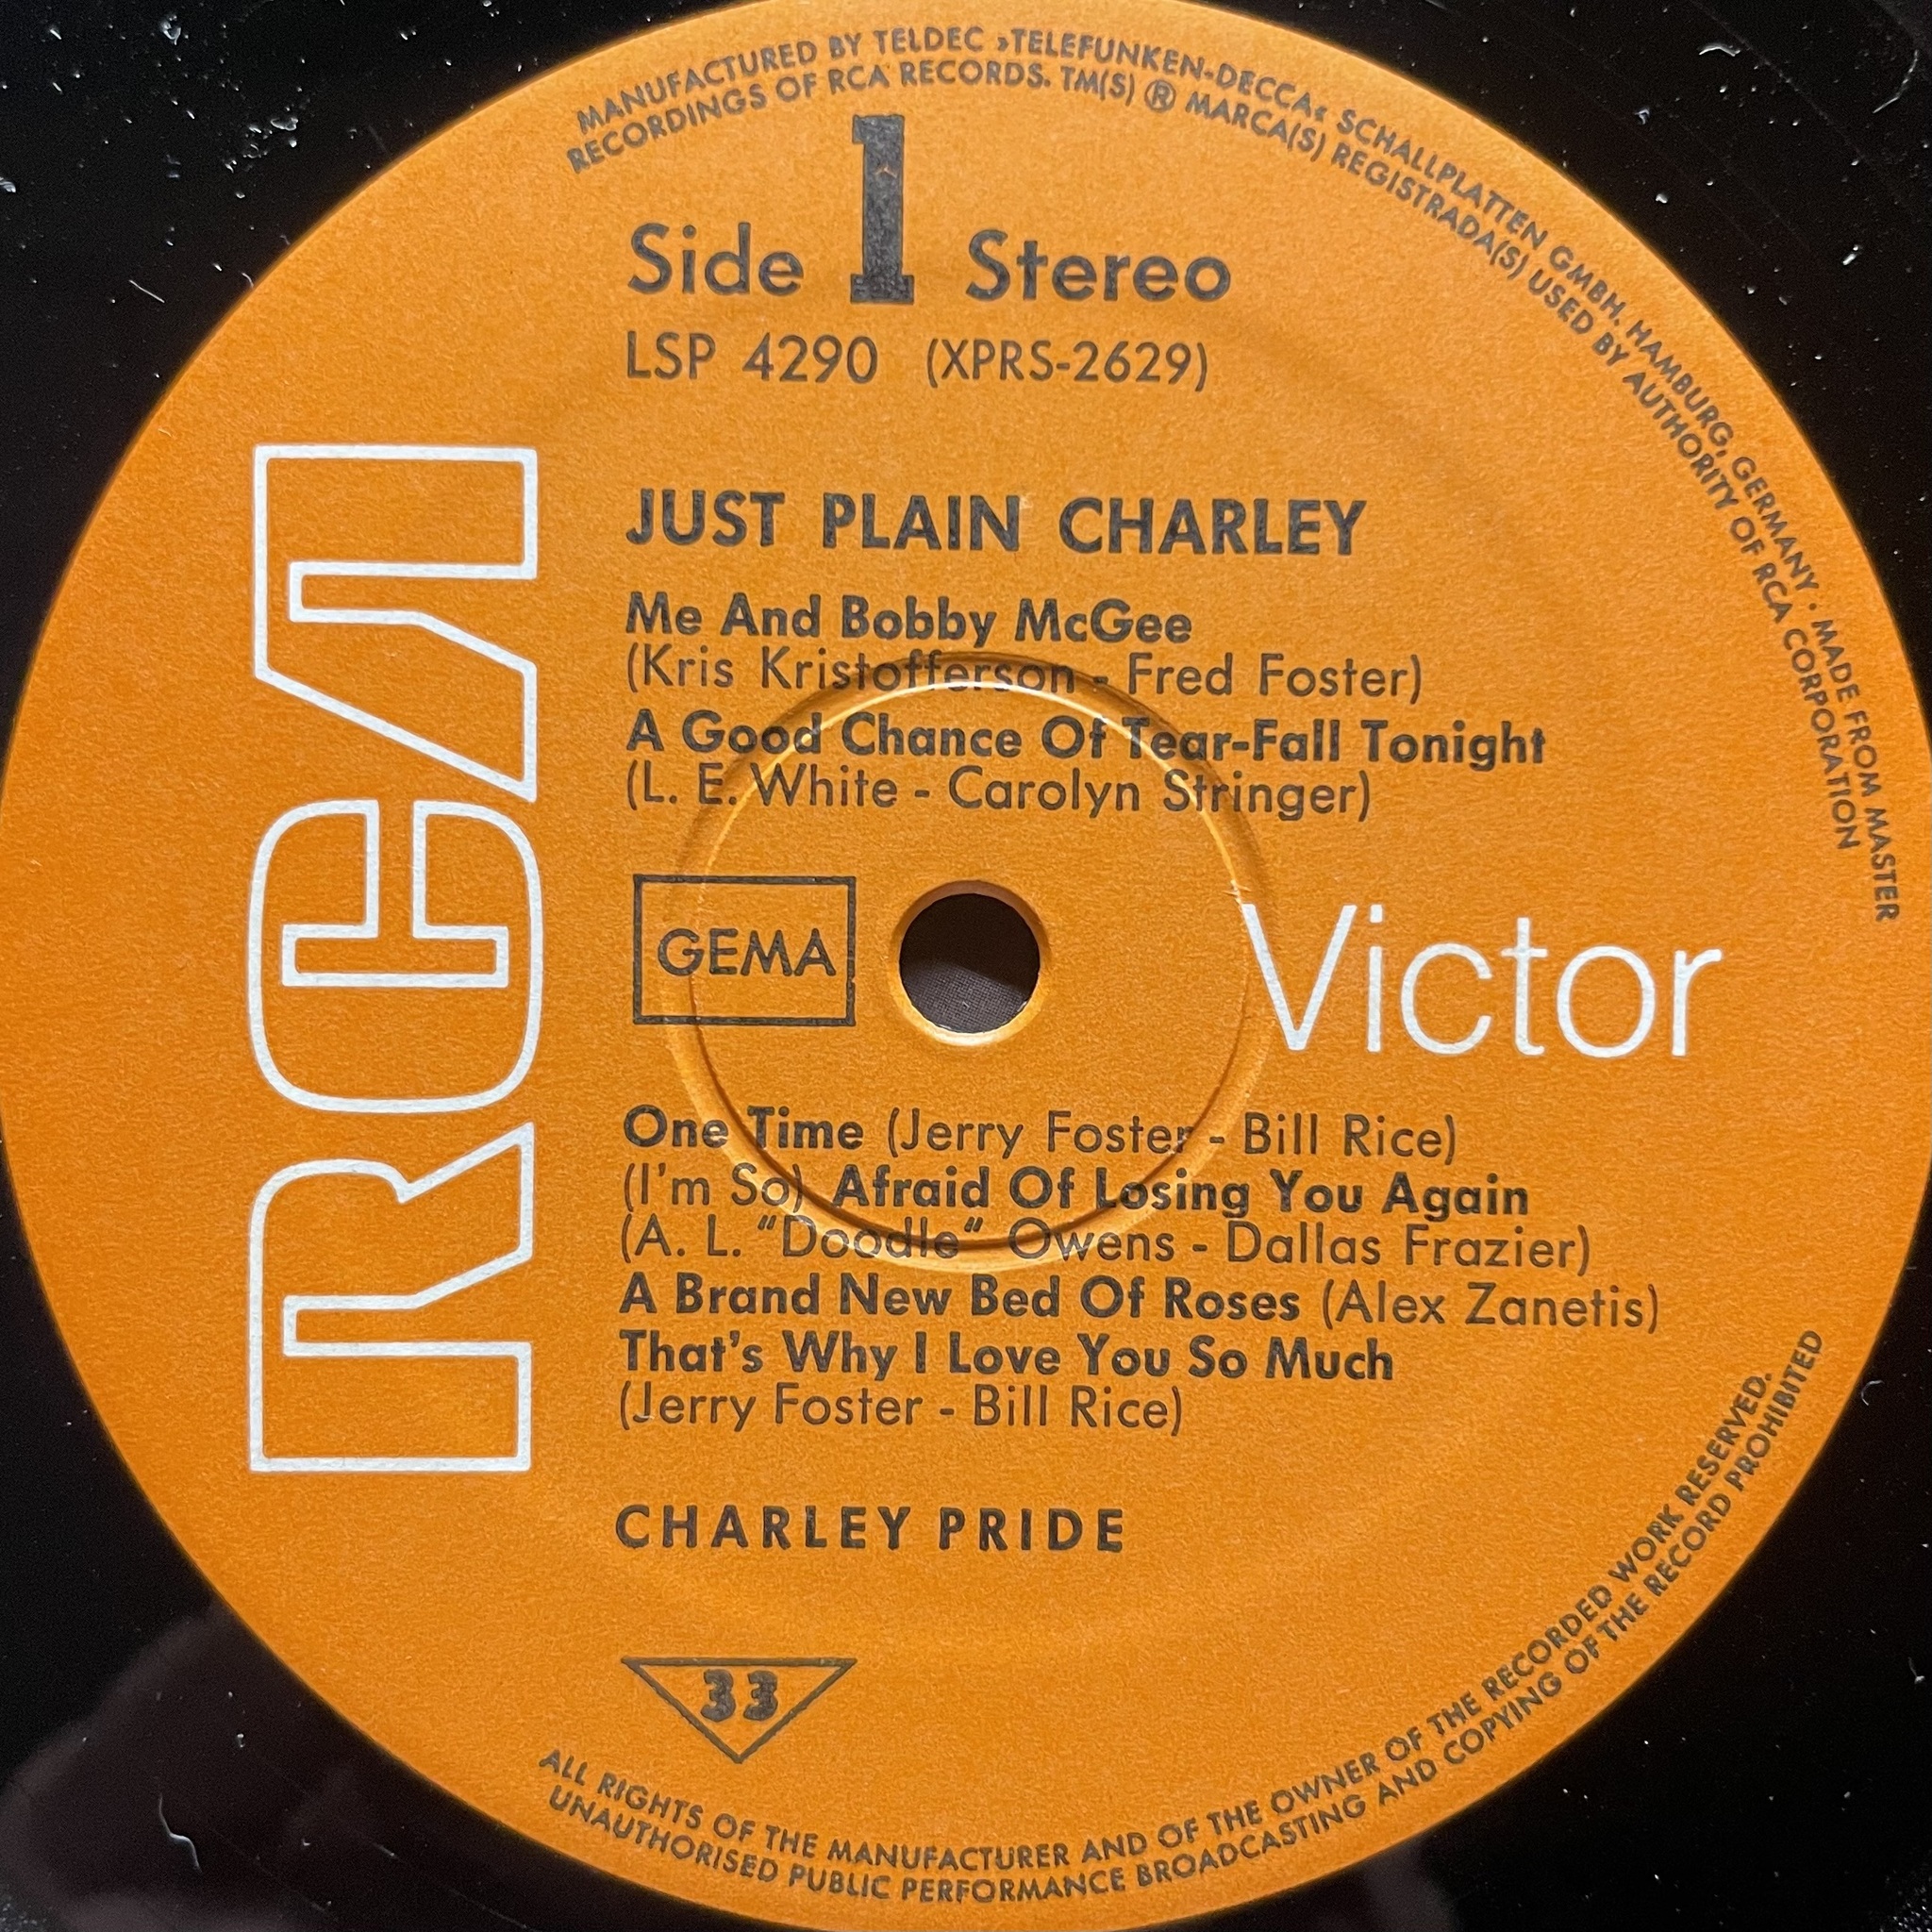 MANUFACTURED BY TELDEC ›TELEFUNKEN-DECCA‹ SCHALLPLATTEN GMBH. HAMBURG, GERMANY · MADE FROM MASTER
RECORDINGS OF RCA RECORDS. TM(S) ® MARCA(S) REGISTRADA(S) USED BY AUTHORITY OF RCA CORPORATION
Side 1 Stereo
LSP 4290 (XPRS-2629)
RCA
JUST PLAIN CHARLEY
Me And Bobby McGee
(Kris Kristofferson - Fred Foster)
A Good Chance Of Tear-Fall Tonight
(L. E. White - Carolyn Stringer)
GEMA
Victor
One Time (Jerry Foster - Bill Rice)
(I'm So) Afraid Of Losing You Again
(A. L. “Doodle“ Owens - Dallas Frazier)
A Brand New Bed Of Roses (Alex Zanetis)
That's Why I Love You So Much
(Jerry Foster - Bill Rice)
CHARLEY PRIDE
33
ALL RIGHTS OF THE MANUFACTURER AND OF THE OWNER OF THE RECORDED WORK RESERVED.
UNAUTHORISED PUBLIC PERFORMANCE BROADCASTING AND COPYING OF THE RECORD PROHIBITED